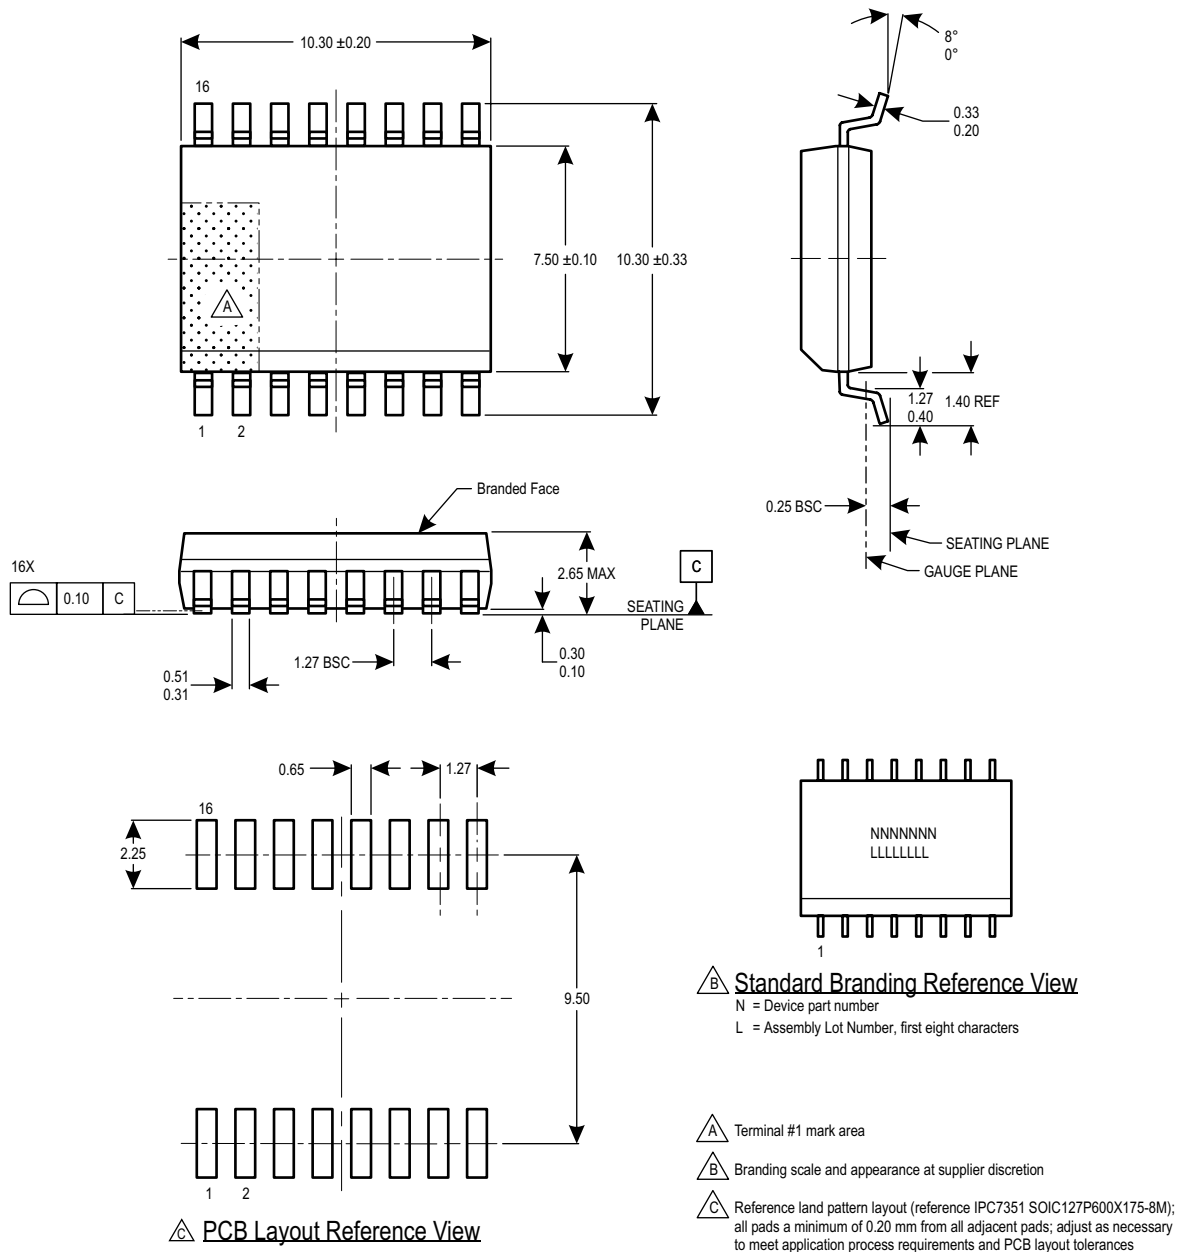 10.30 ±0.20
8°
0°
16
0.33
0.20
7.50 ±0.10
10.30 ±0.33
A
1.27
0.40
1.40 REF
1 2
Branded Face
0.25 BSC
SEATING PLANE
GAUGE PLANE
16X
0.10 C
2.65 MAX
C
SEATING
PLANE
1.27 BSC
0.30
0.10
0.51
0.31
0.65
1.27
16
2.25
NNNNNNN
LLLLLLLL
1
9.50
B Standard Branding Reference View
N = Device part number
L = Assembly Lot Number, first eight characters
1 2
C PCB Layout Reference View
A Terminal #1 mark area
B Branding scale and appearance at supplier discretion
C Reference land pattern layout (reference IPC7351 SOIC127P600X175-8M);
all pads a minimum of 0.20 mm from all adjacent pads; adjust as necessary
to meet application process requirements and PCB layout tolerances